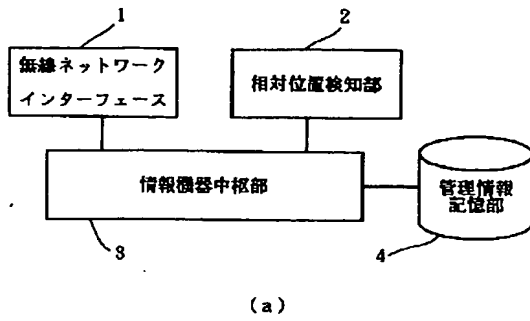 1
2
無線ネットワーク
インターフェース
相対位置検知部
情報機器中枢部
管理情報
記憶部
3
4
(a)